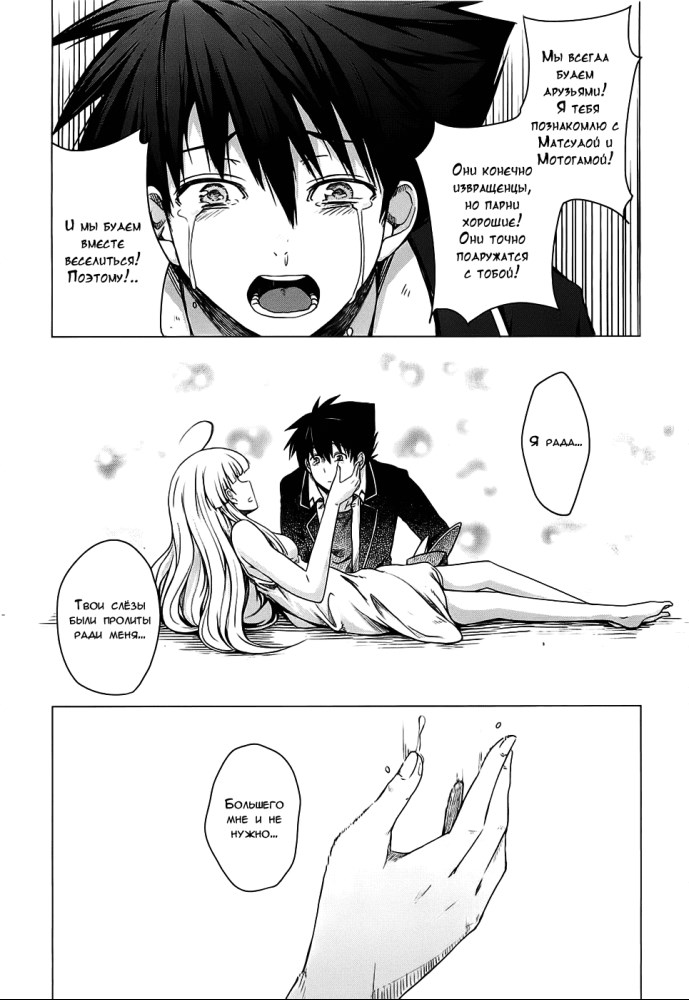 Мы всегда
будем
друзьями!
Я тебя
познакомлю с
Матсудой и
Мотогамой!
Они конечно
извращенцы,
но парни
хорошие!
Они точно
подружатся
с тобой!
И мы будем
вместе
веселиться!
Поэтому!..
Я рада...
Твои слёзы
были пролиты
ради меня...
Большего
мне и не
нужно...